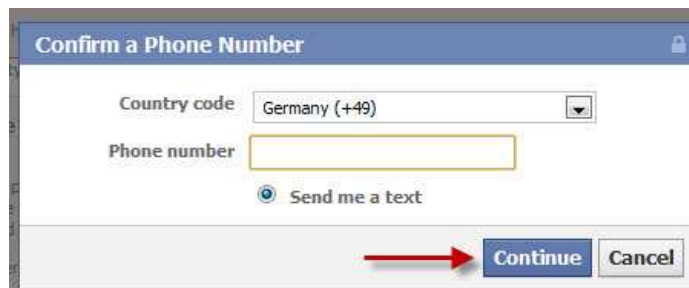 Confirm a Phone Number
Country code Germany (+49)
Phone number
Send me a text
Continue Cancel